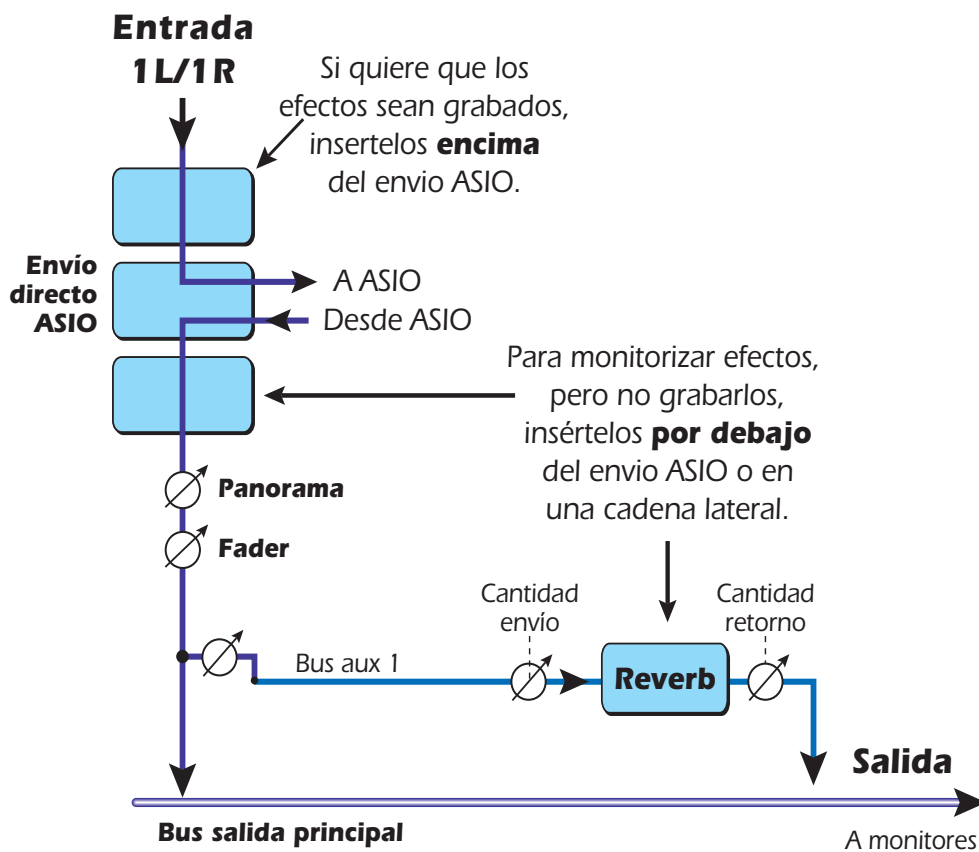 Entrada
1L/1R
Si quiere que los
efectos sean grabados,
insertelos encima
del envio ASIO.
Envío
directo
ASIO
A ASIO
Desde ASIO
Para monitorizar efectos,
pero no grabarlos,
insértelos por debajo
del envio ASIO o en
una cadena lateral.
Panorama
Fader
Cantidad
envío
Cantidad
retorno
Bus aux 1
Reverb
Salida
Bus salida principal
A monitores